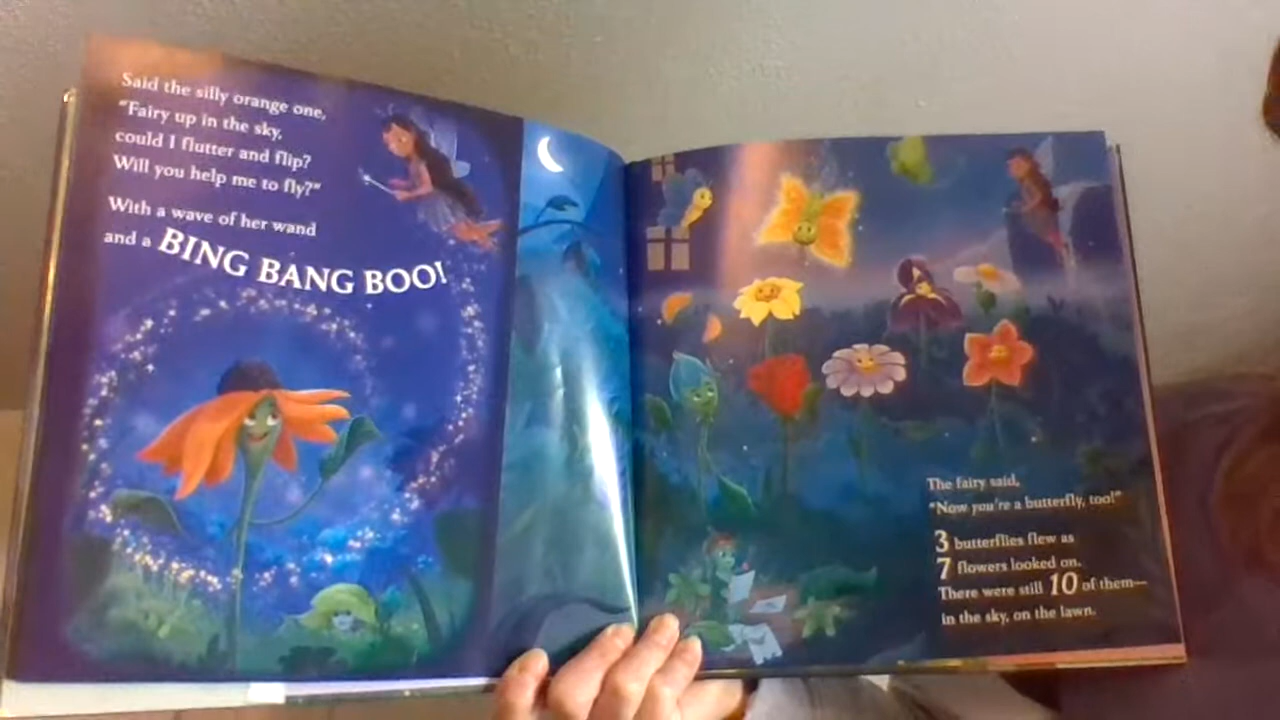 Said the silly orange one,
"Fairy up in the sky,
could I flutter and flip?
Will you help me to fly?"
With a wave of her wand
and a BING BANG BOO!
The fairy said,
"Now you're a butterfly, too!"
3 butterflies flew as
7 flowers looked on.
There were still 10 of them—
in the sky, on the lawn.